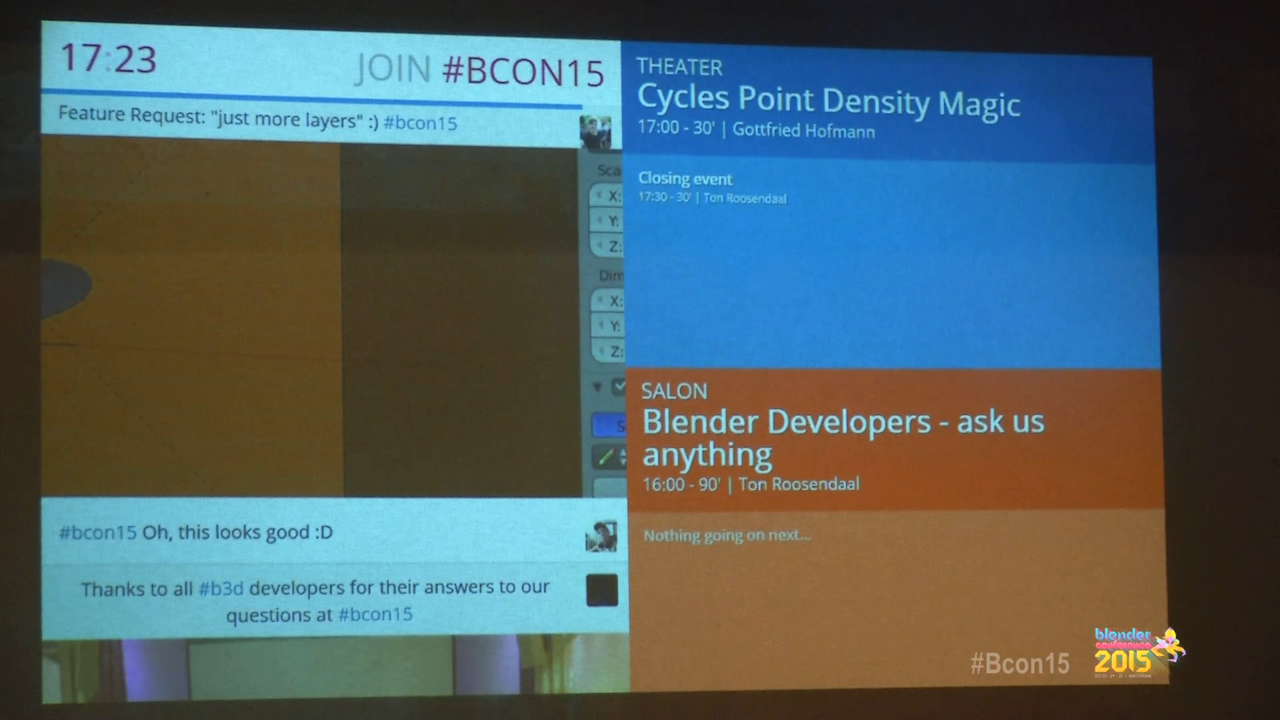 17:23
JOIN #BCON15
Feature Request: "just more layers" :) #bcon15
Sca
X:
Y:
Z:
Dim
X:
Y:
Z:
S
#bcon15 Oh, this looks good :D
Thanks to all #b3d developers for their answers to our
questions at #bcon15
THEATER
Cycles Point Density Magic
17:00 - 30' | Gottfried Hofmann
Closing event
17:30 - 30' | Ton Roosendaal
SALON
Blender Developers - ask us
anything
16:00 - 90' | Ton Roosendaal
Nothing going on next...
#Bcon15
blender
conference
2015